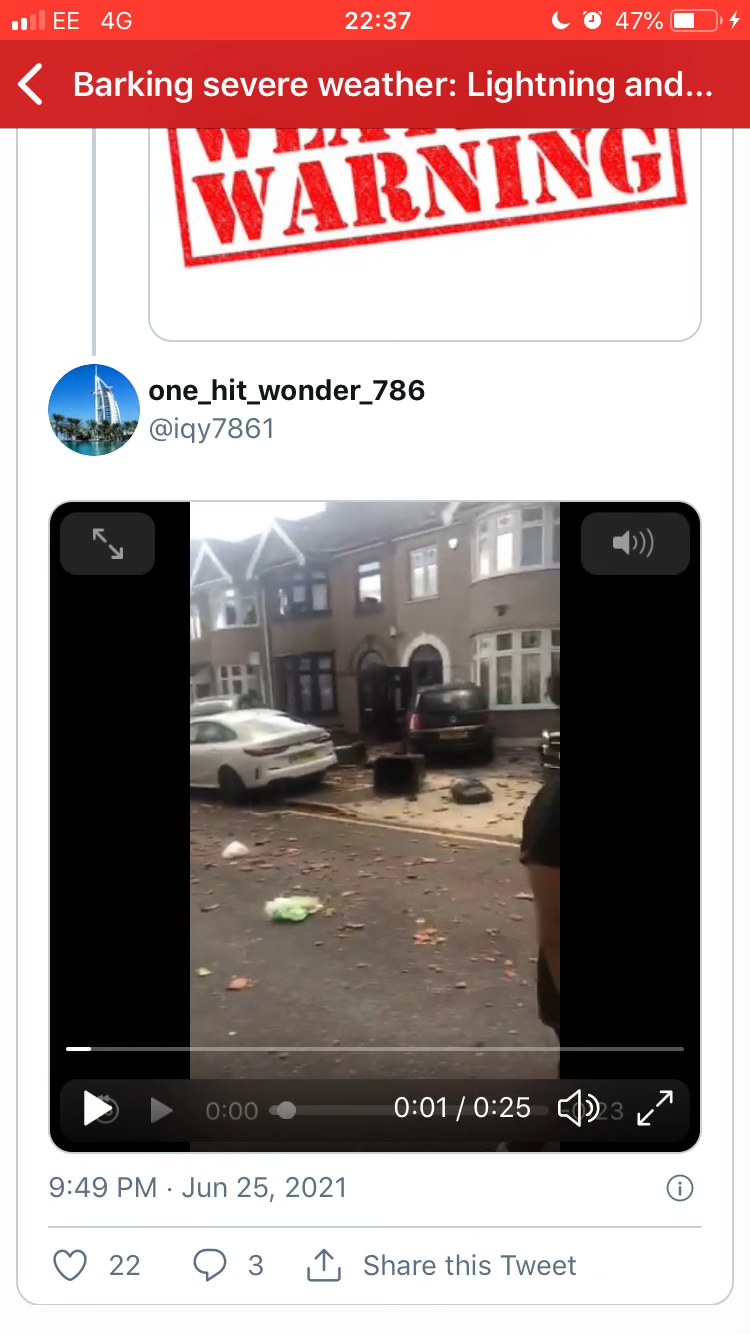 EE 4G 22:37 47%
Barking severe weather: Lightning and...
WARNING
one_hit_wonder_786
@iqy7861
0:00 0:01 / 0:25
9:49 PM · Jun 25, 2021
22 3 Share this Tweet